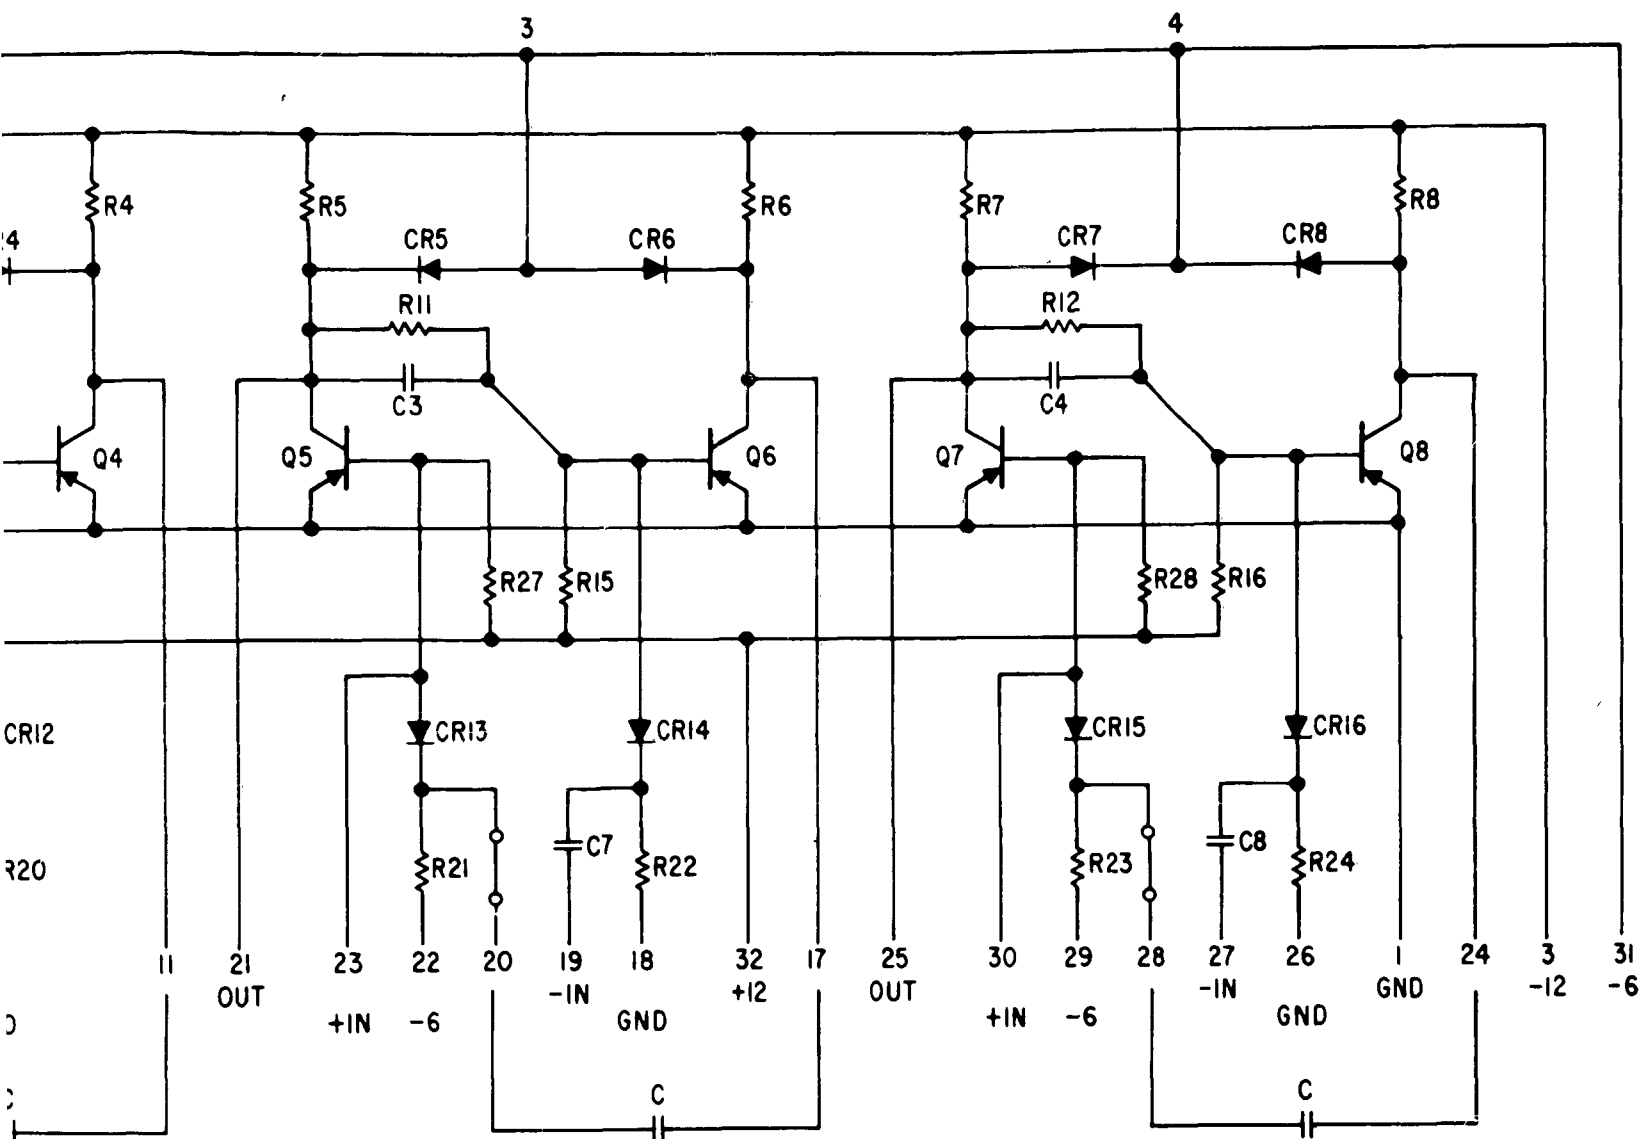 3 4
R4 R5 R6 R7 R8
CR5 CR6 CR7 CR8
4
R11 R12
C3 C4
Q4 Q5 Q6 Q7 Q8
R27 R15 R28 R16
CR12 CR13 CR14 CR15 CR16
R20 R21 C7 R22 R23 C8 R24
11 21 23 22 20 19 18 32 17 25 30 29 28 27 26 1 24 3 31
OUT -IN +12 OUT -IN GND -12 -6
+IN -6 GND +IN -6 GND
C C